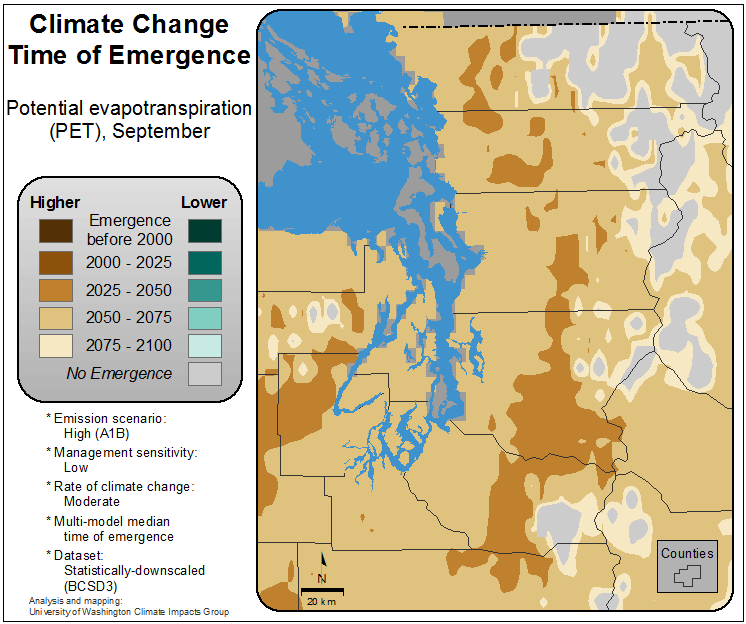 Climate Change
Time of Emergence
Potential evapotranspiration
(PET), September
Higher Lower
Emergence
before 2000
2000 - 2025
2025 - 2050
2050 - 2075
2075 - 2100
No Emergence
* Emission scenario:
High (A1B)
* Management sensitivity:
Low
* Rate of climate change:
Moderate
* Multi-model median
time of emergence
* Dataset:
Statistically-downscaled
(BCSD3)
Analysis and mapping:
University of Washington Climate Impacts Group
N
20 km
Counties